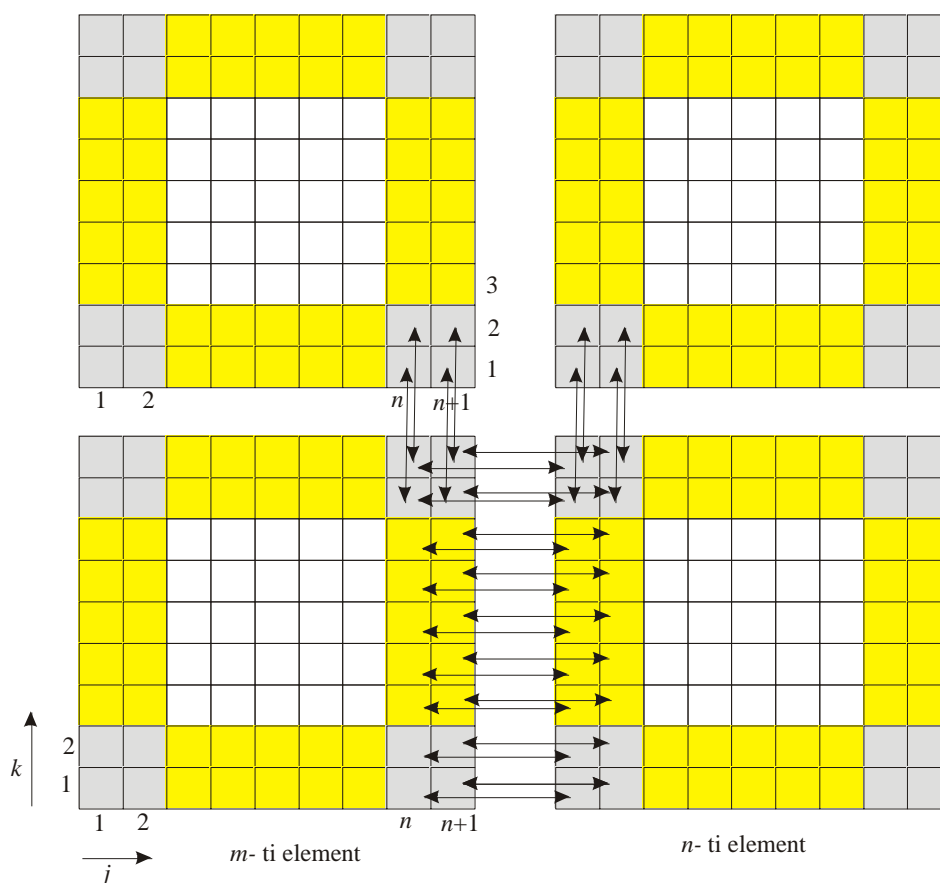 3
2
1
1 2 n n+1
2
k 1
1 2 n n+1
j m- ti element n- ti element